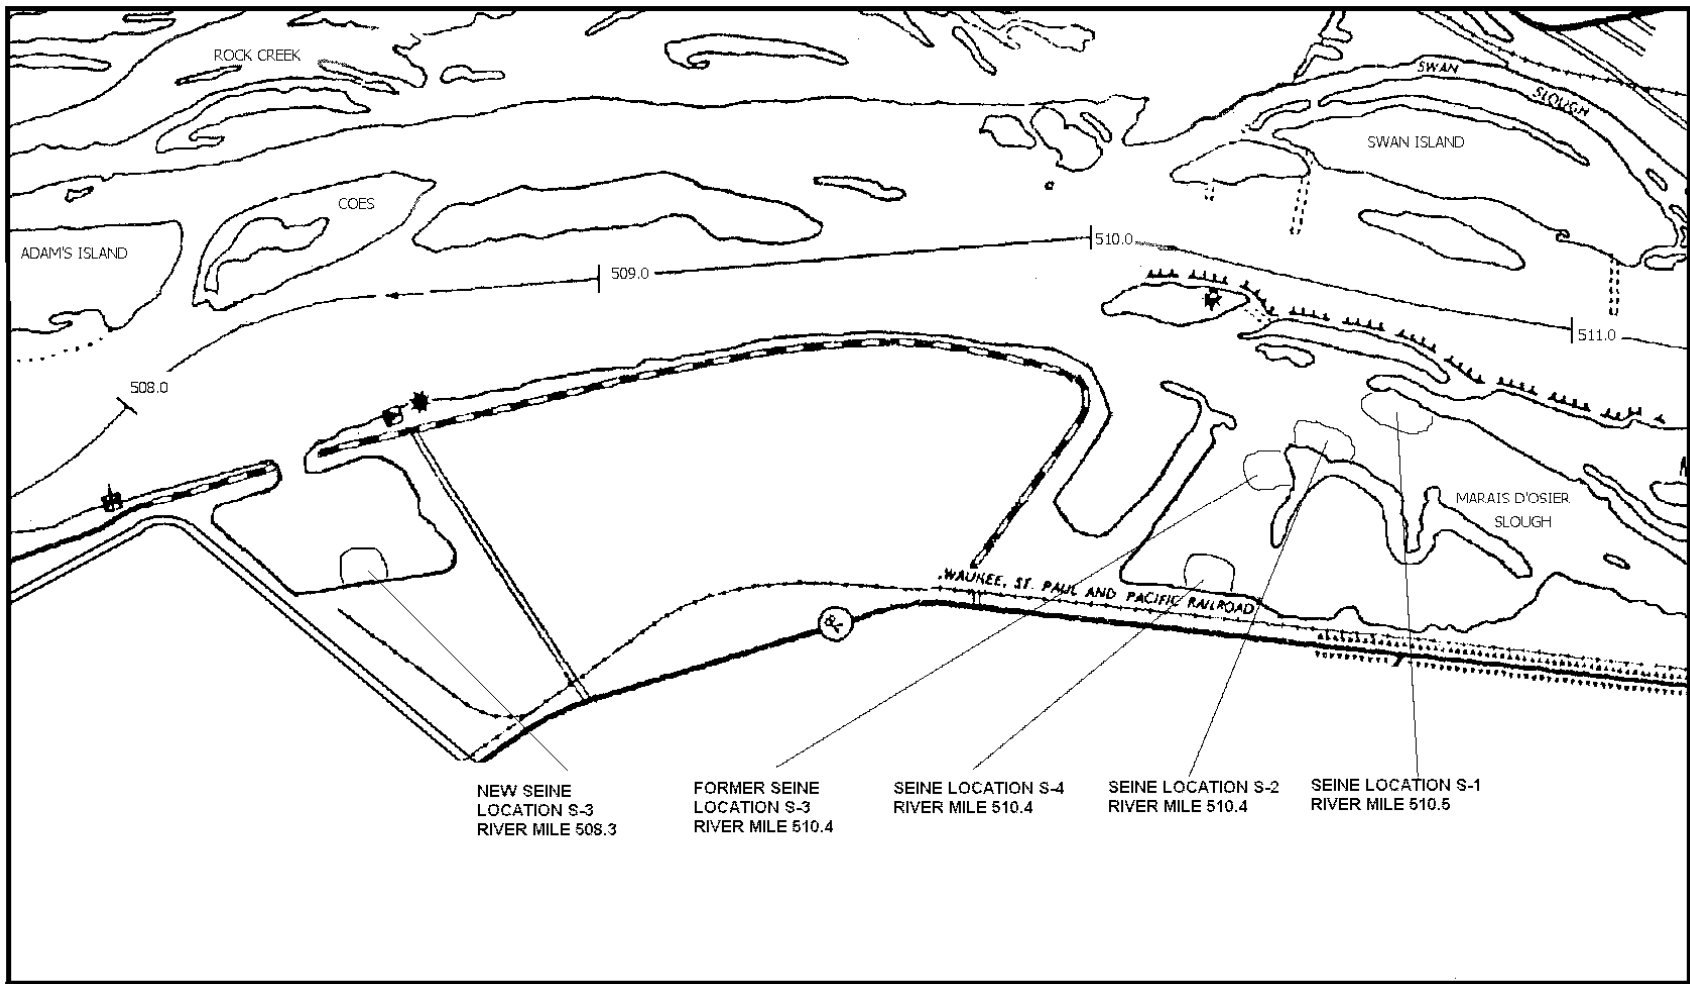 ROCK CREEK
SWAN
SLOUGH
SWAN ISLAND
COES
ADAM'S ISLAND
510.0
509.0
511.0
508.0
MARAIS D'OSIER
SLOUGH
WAUKEE, ST. PAUL AND PACIFIC RAILROAD
NEW SEINE
LOCATION S-3
RIVER MILE 508.3
FORMER SEINE
LOCATION S-3
RIVER MILE 510.4
SEINE LOCATION S-4
RIVER MILE 510.4
SEINE LOCATION S-2
RIVER MILE 510.4
SEINE LOCATION S-1
RIVER MILE 510.5